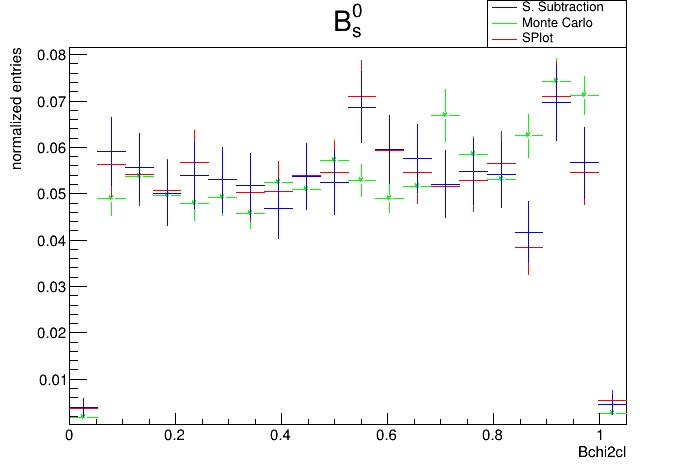 B⁰ₛ
S. Subtraction
Monte Carlo
SPlot
normalized entries
0.08
0.07
0.06
0.05
0.04
0.03
0.02
0.01
0 0.2 0.4 0.6 0.8 1
Bchi2cl